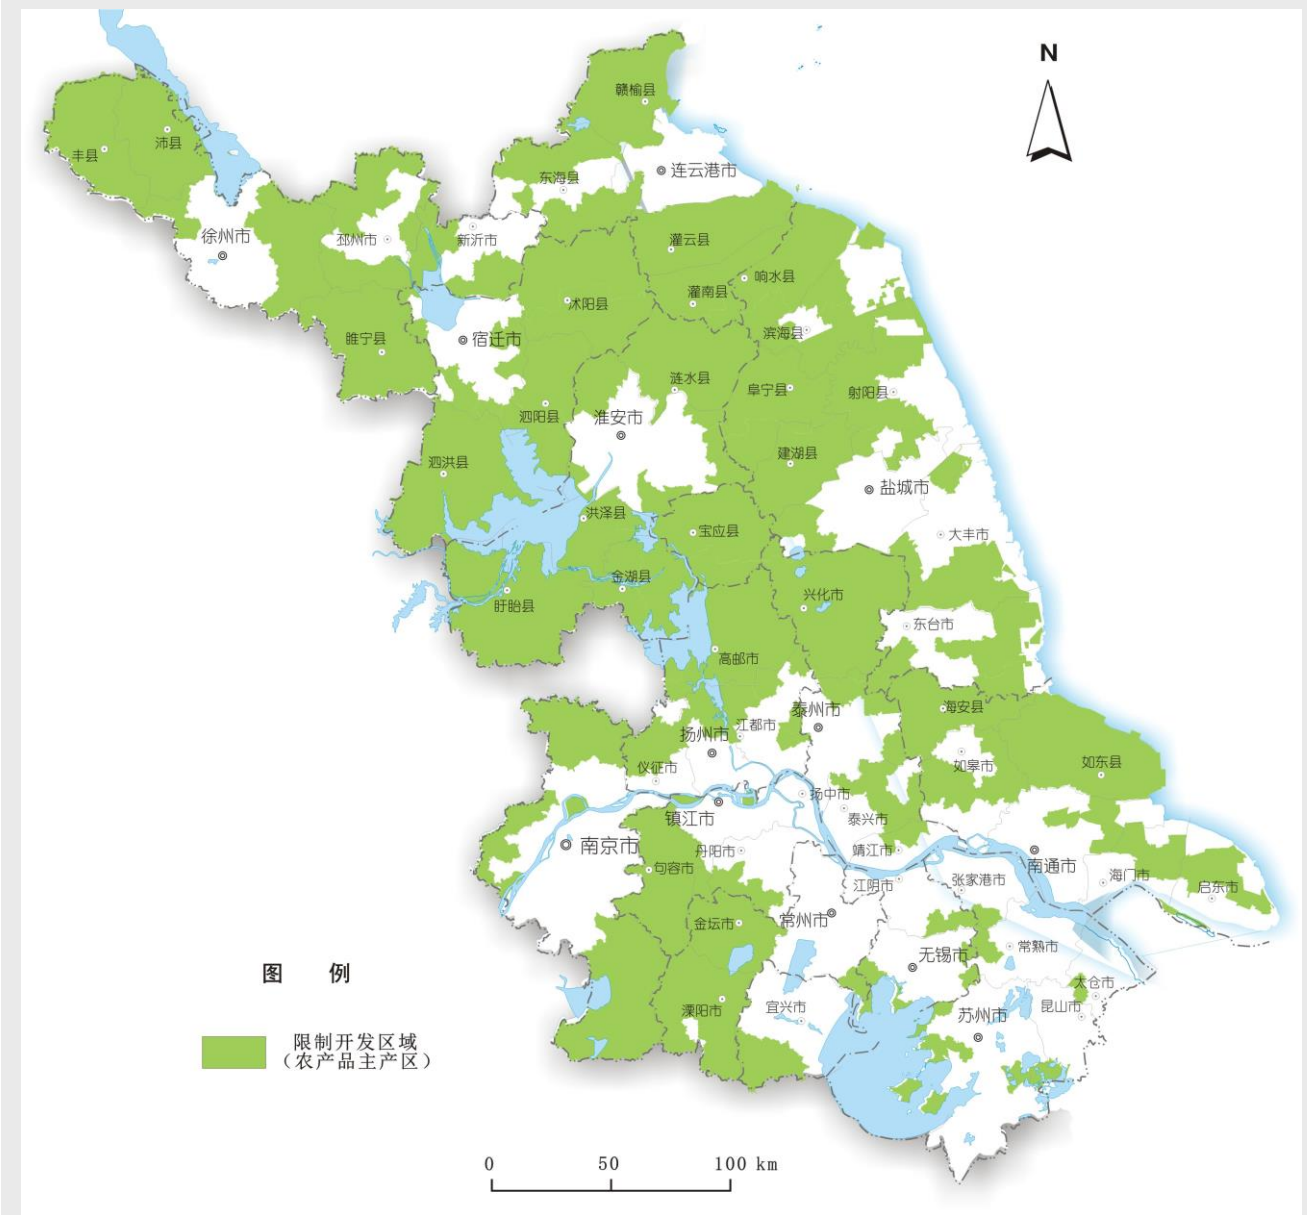 N
赣榆县
沛县
丰县
连云港市
东海县
徐州市
邳州市
新沂市
灌云县
响水县
灌南县
沭阳县
滨海县
睢宁县
宿迁市
涟水县
阜宁县
射阳县
泗阳县
淮安市
建湖县
泗洪县
盐城市
洪泽县
宝应县
大丰市
金湖县
盱眙县
兴化市
东台市
高邮市
海安县
泰州市
江都市
扬州市
如皋市
如东县
仪征市
扬中市
镇江市
泰兴市
南京市
丹阳市
靖江市
南通市
句容市
江阴市
张家港市
海门市
启东市
金坛市
常州市
无锡市
常熟市
太仓市
溧阳市
宜兴市
苏州市
昆山市
图 例
限制开发区域
（农产品主产区）
0 50 100 km